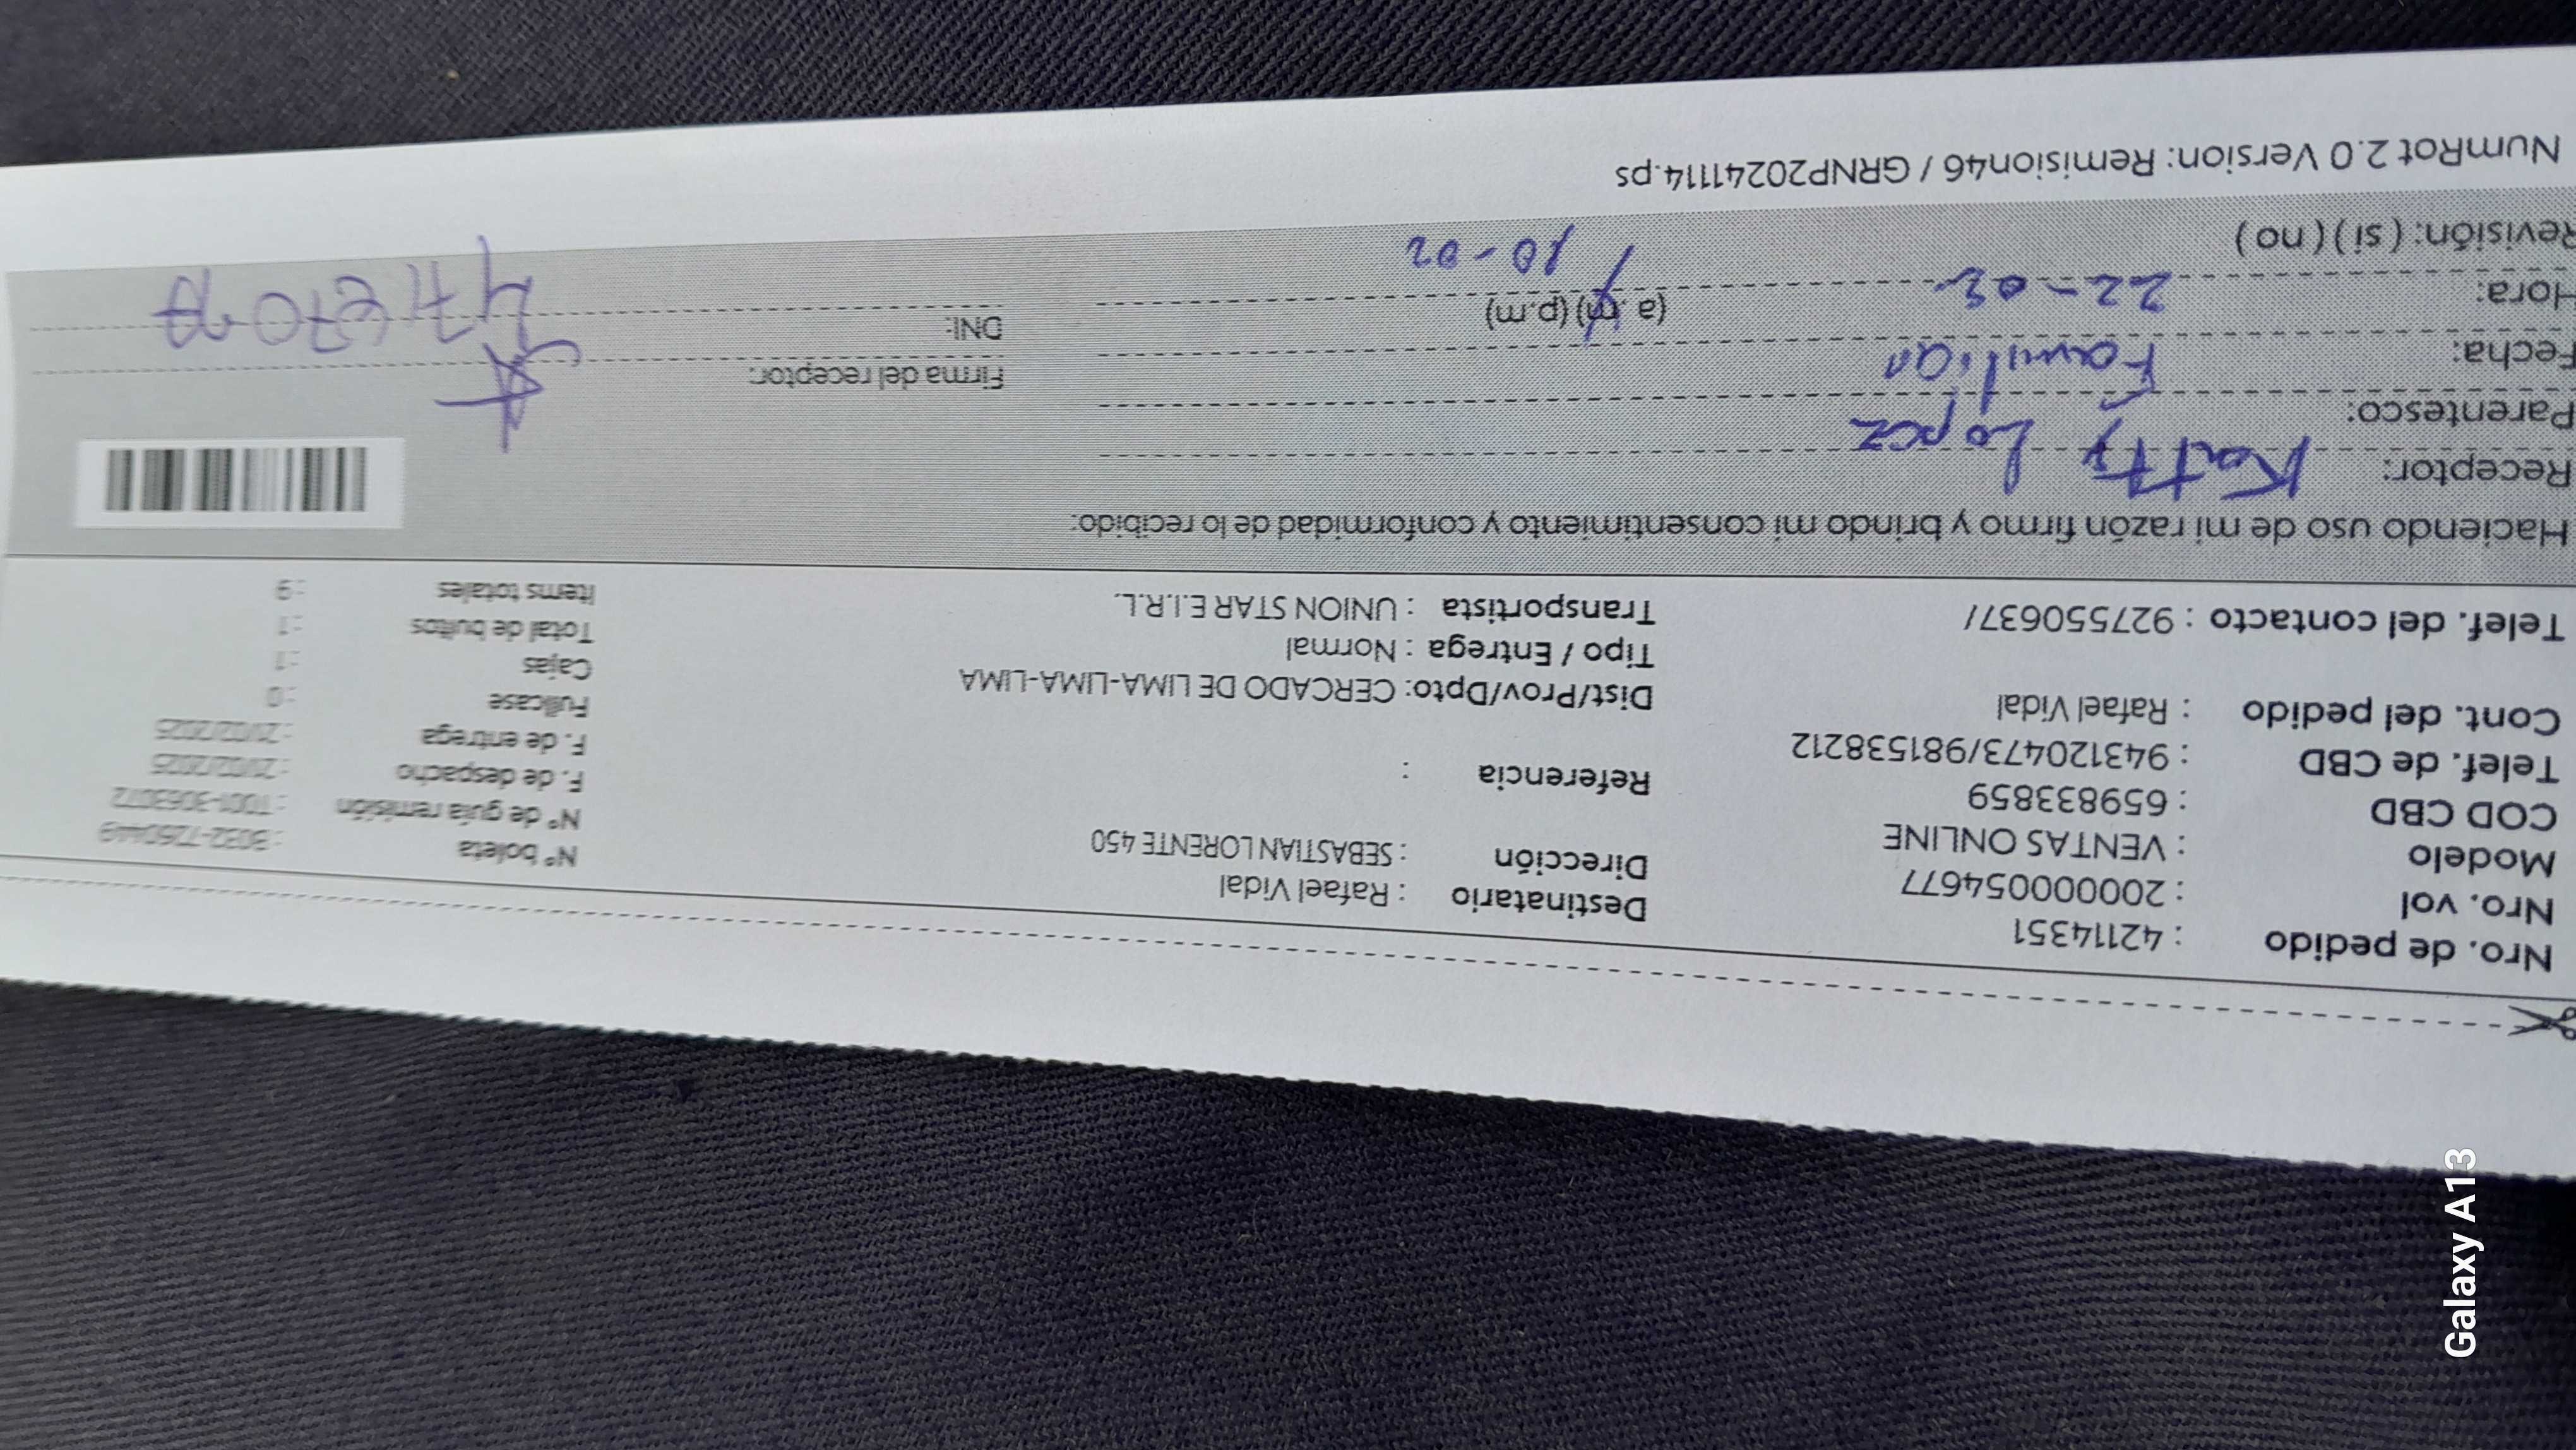 Nro. de pedido : 42114351
Nro. vol : 20000054677
Modelo : VENTAS ONLINE
COD CBD : 659833859
Telef. de CBD : 943120473/981538212
Cont. del pedido : Rafael Vidal
Telef. del contacto : 927550637/
Destinatario : Rafael Vidal
Dirección : SEBASTIAN LORENTE 450
Referencia :
Dist/Prov/Dpto: CERCADO DE LIMA-LIMA-LIMA
Tipo / Entrega : Normal
Transportista : UNION STAR E.I.R.L.
N° boleta : B032-7260449
N° de guía remisión : T001-3063072
F. de despacho : 21/02/2025
F. de entrega : 21/02/2025
Fullcase : 0
Cajas : 1
Total de bultos : 1
Items totales : 9
Haciendo uso de mi razón firmo y brindo mi consentimiento y conformidad de lo recibido:
Receptor: Katty Lopez
Parentesco: Familiar
Fecha: 22-02
Hora: (a.m) (p.m) 10-02
Revisión: ( si ) ( no )
Firma del receptor:
DNI:
NumRot 2.0 Version: Remision46 / GRNP20241114.ps
Galaxy A13